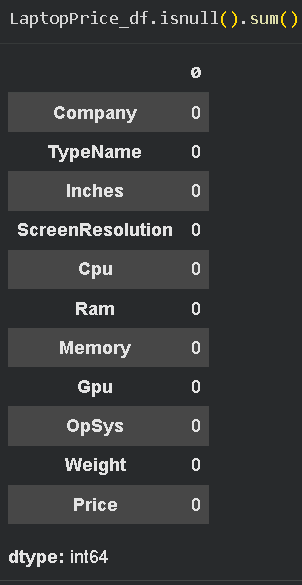 LaptopPrice_df.isnull().sum()
0
Company 0
TypeName 0
Inches 0
ScreenResolution 0
Cpu 0
Ram 0
Memory 0
Gpu 0
OpSys 0
Weight 0
Price 0
dtype: int64